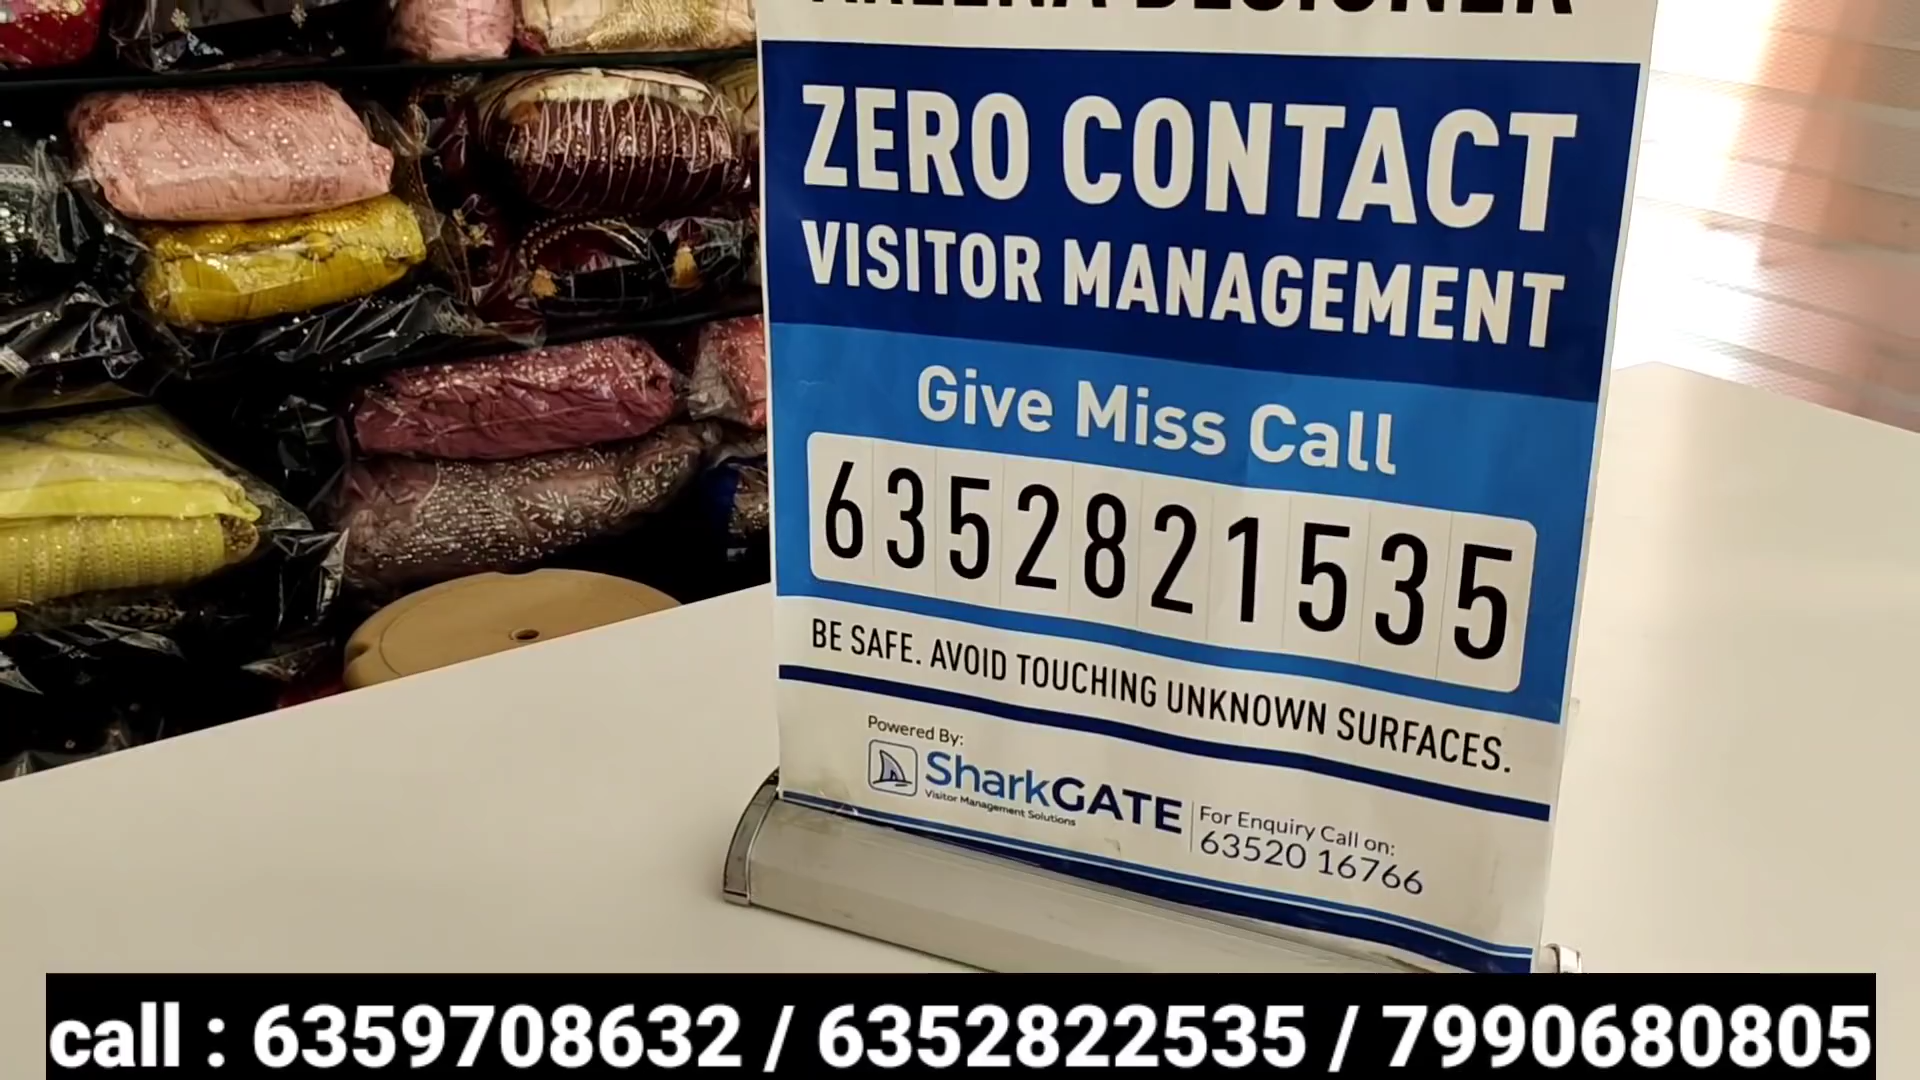 DESIGNER
ZERO CONTACT
VISITOR MANAGEMENT
Give Miss Call
6352821535
BE SAFE. AVOID TOUCHING UNKNOWN SURFACES.
Powered By:
SharkGATE
Visitor Management Solutions
For Enquiry Call on:
63520 16766
call : 6359708632 / 6352822535 / 7990680805